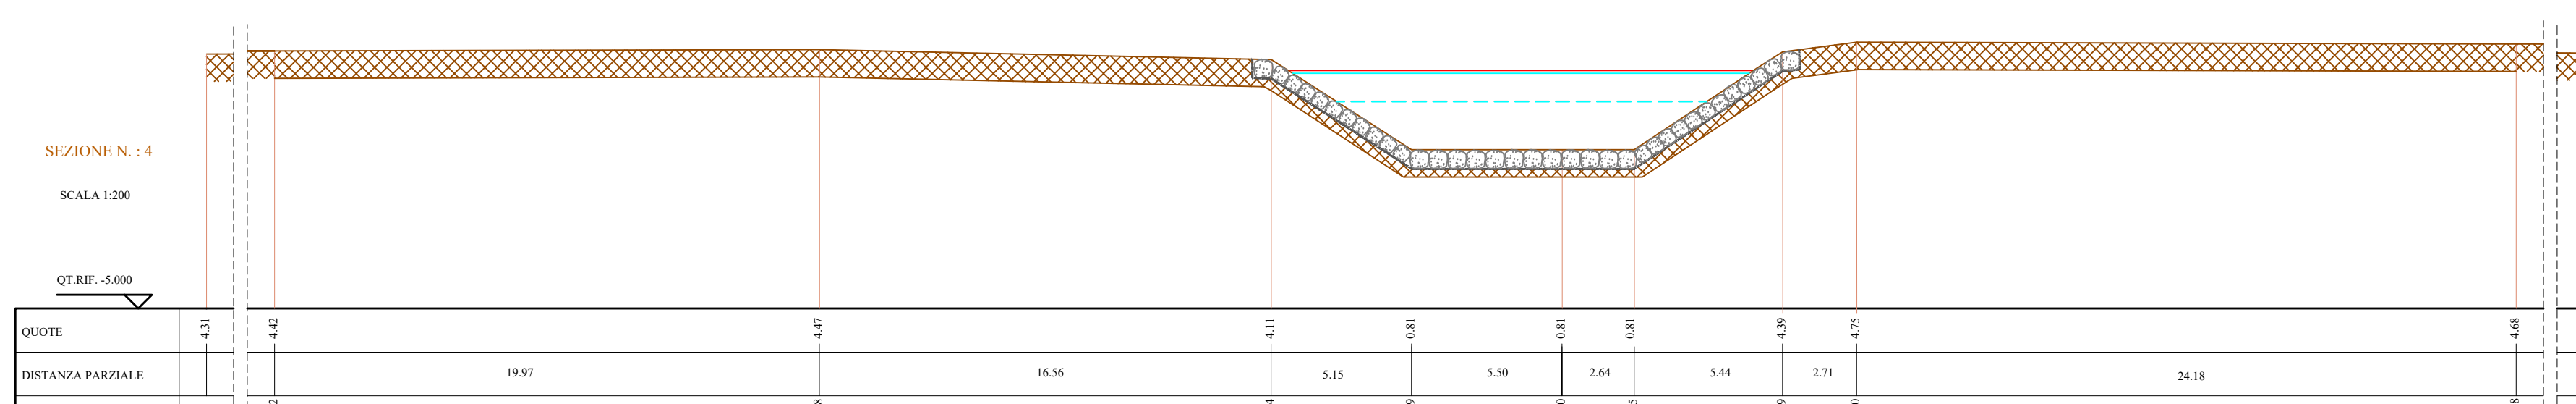 SEZIONE N. : 4
SCALA 1:200
QT.RIF. -5.000
QUOTE 4.31 4.42 4.47 4.11 0.81 0.81 0.81 4.39 4.75 4.68
DISTANZA PARZIALE 19.97 16.56 5.15 5.50 2.64 5.44 2.71 24.18